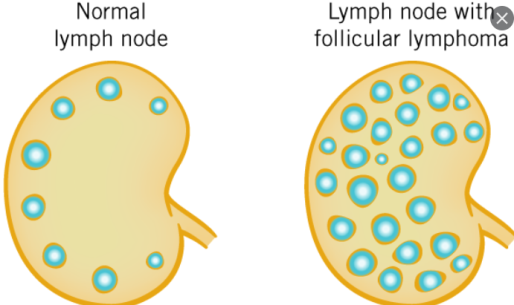 Normal
lymph node
Lymph node with
follicular lymphoma